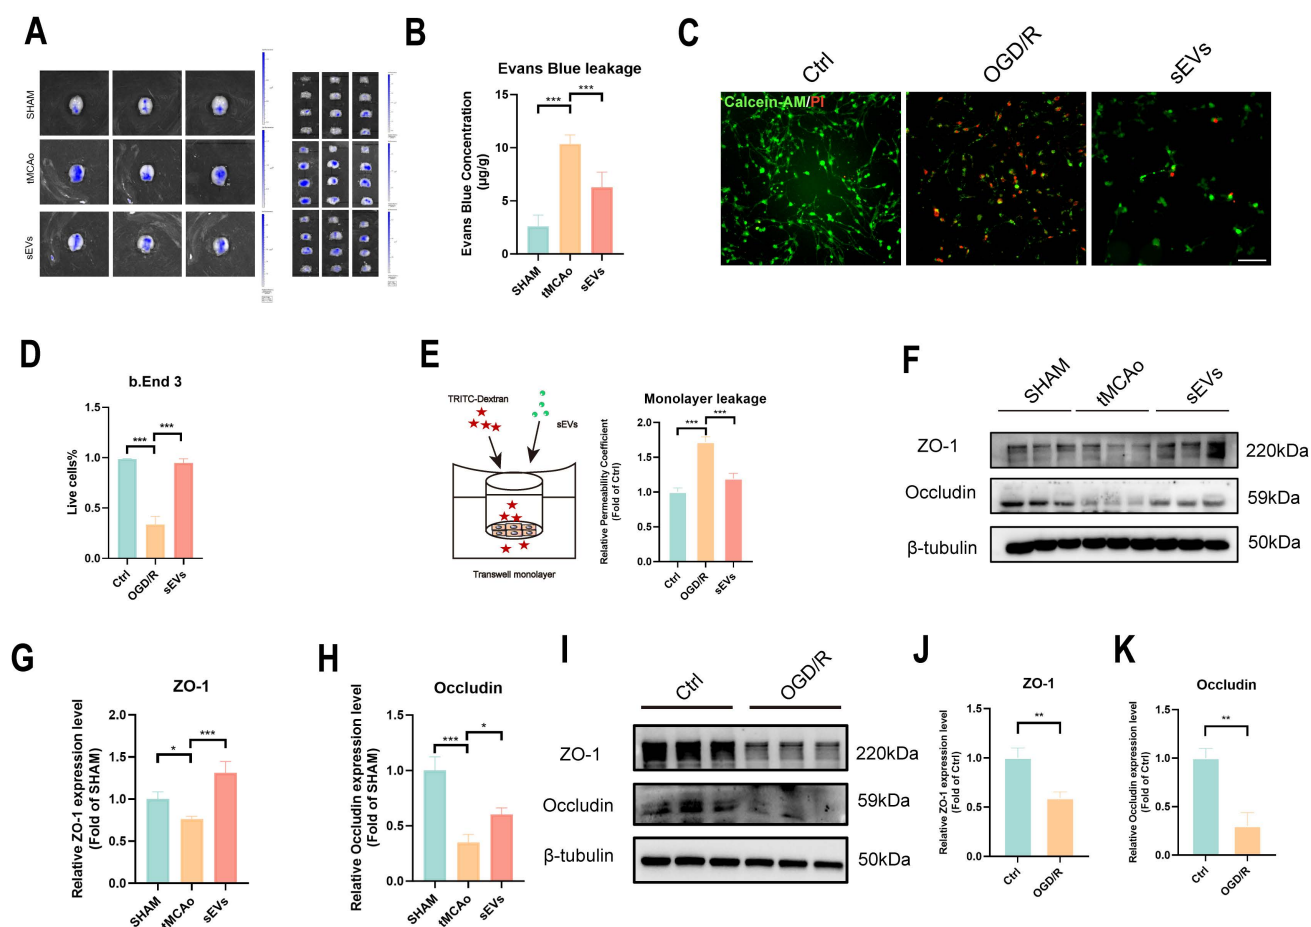 A
SHAM
tMCAo
sEVs
B
Evans Blue leakage
Evans Blue Concentration
(μg/g)
15
10
5
0
***
***
SHAM
tMCAo
sEVs
C
Ctrl
OGD/R
sEVs
Calcein-AM/PI
D
b.End 3
Live cells%
1.5
1.0
0.5
0.0
***
***
Ctrl
OGD/R
sEVs
E
TRITC-Dextran
sEVs
Transwell monolayer
Monolayer leakage
Relative Permeability Coefficient
(Fold of Ctrl)
2.0
1.5
1.0
0.5
0.0
***
***
Ctrl
OGD/R
sEVs
F
SHAM
tMCAo
sEVs
ZO-1
220kDa
Occludin
59kDa
β-tubulin
50kDa
G
ZO-1
Relative ZO-1 expression level
(Fold of SHAM)
2.0
1.5
1.0
0.5
0.0
*
***
SHAM
tMCAo
sEVs
H
Occludin
Relative Occludin expression level
(Fold of SHAM)
1.5
1.0
0.5
0.0
***
*
SHAM
tMCAo
sEVs
I
Ctrl
OGD/R
ZO-1
220kDa
Occludin
59kDa
β-tubulin
50kDa
J
ZO-1
Relative ZO-1 expression level
(Fold of Ctrl)
1.5
1.0
0.5
0.0
**
Ctrl
OGD/R
K
Occludin
Relative Occludin expression level
(Fold of Ctrl)
1.5
1.0
0.5
0.0
**
Ctrl
OGD/R